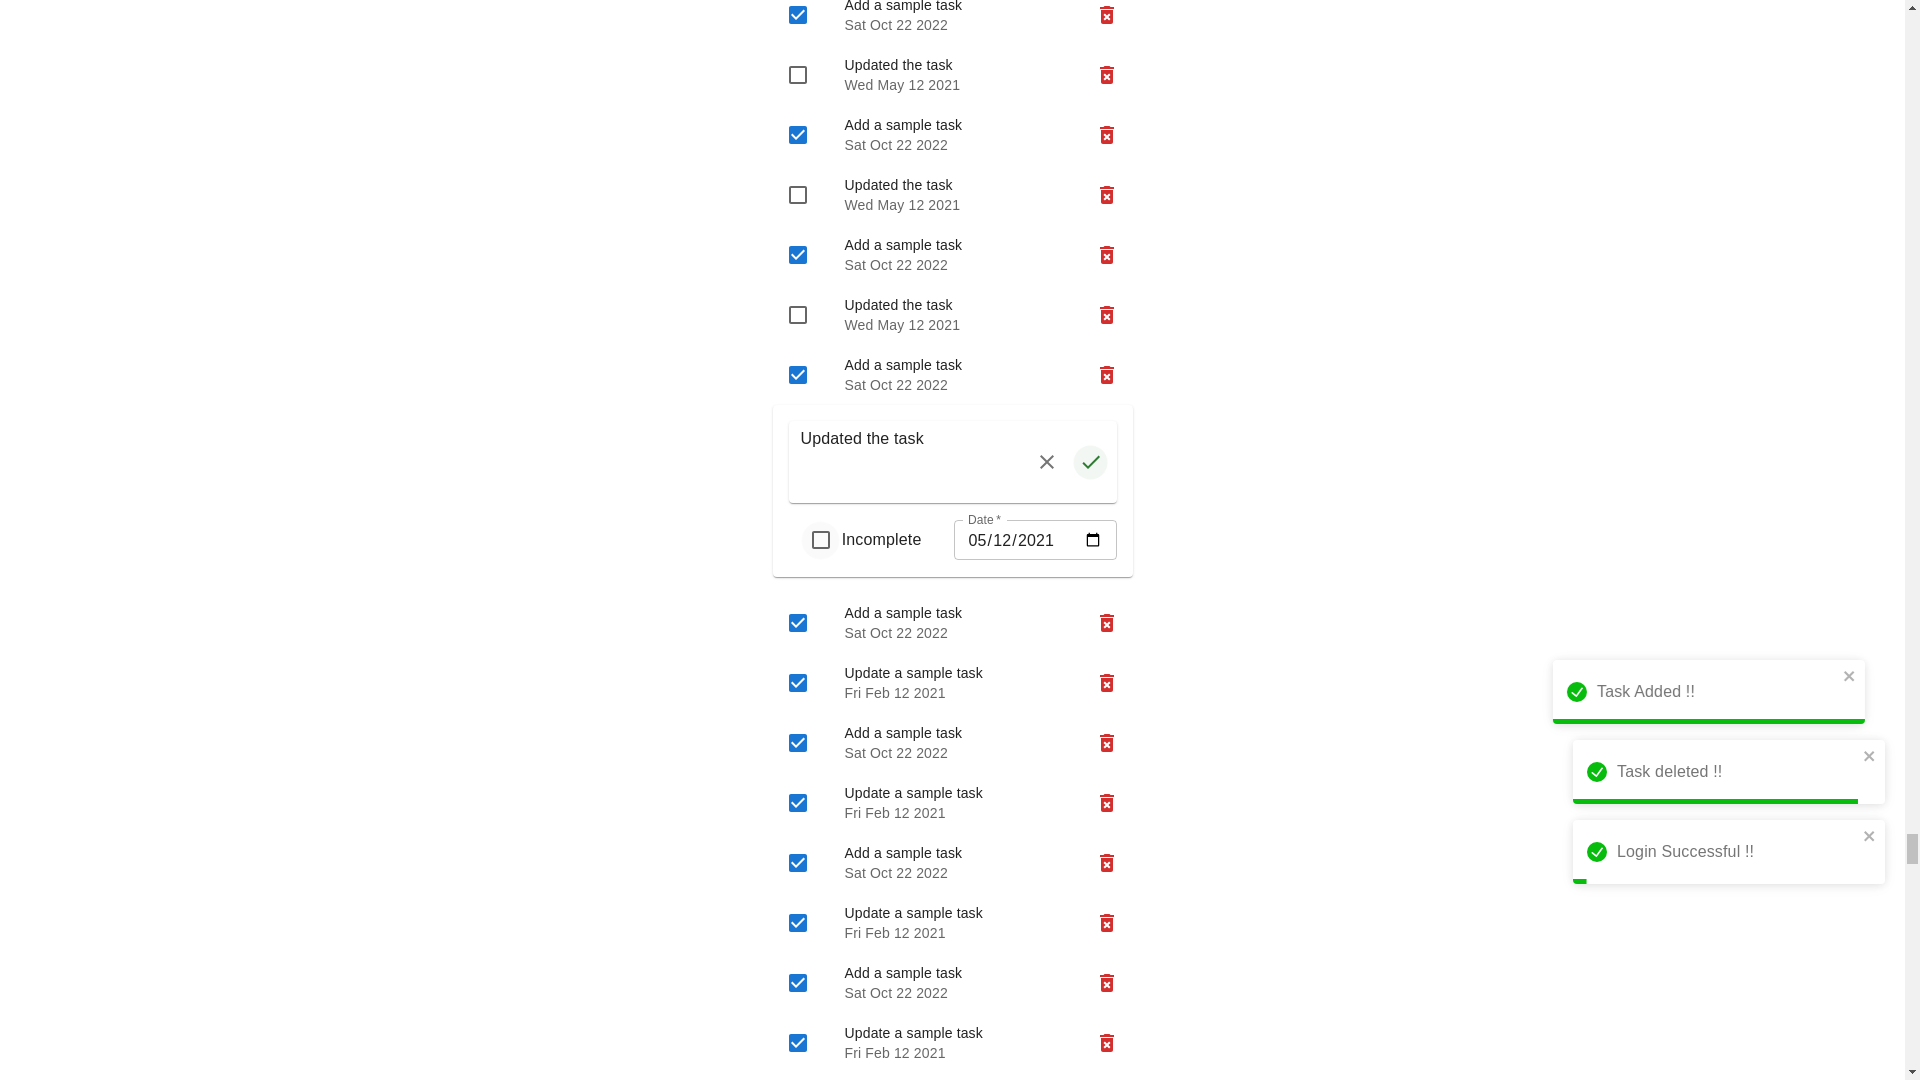 Add a sample task
Sat Oct 22 2022
Updated the task
Wed May 12 2021
Add a sample task
Sat Oct 22 2022
Updated the task
Wed May 12 2021
Add a sample task
Sat Oct 22 2022
Updated the task
Wed May 12 2021
Add a sample task
Sat Oct 22 2022
Updated the task
Incomplete
Date *
05/12/2021
Add a sample task
Sat Oct 22 2022
Update a sample task
Fri Feb 12 2021
Add a sample task
Sat Oct 22 2022
Update a sample task
Fri Feb 12 2021
Add a sample task
Sat Oct 22 2022
Update a sample task
Fri Feb 12 2021
Add a sample task
Sat Oct 22 2022
Update a sample task
Fri Feb 12 2021
Task Added !!
Task deleted !!
Login Successful !!